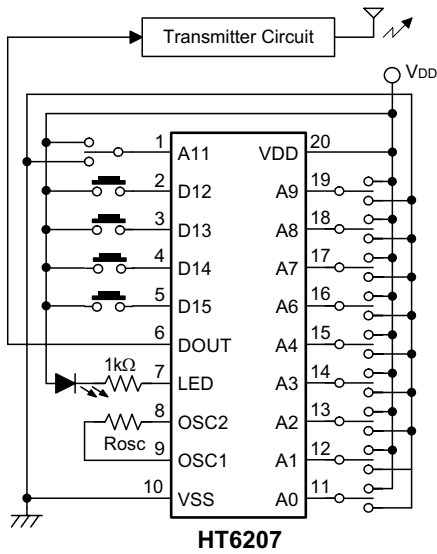 Transmitter Circuit
VDD
1 A11 VDD 20
2 D12 A9 19
3 D13 A8 18
4 D14 A7 17
5 D15 A6 16
6 DOUT A4 15
1kΩ
7 LED A3 14
8 OSC2 A2 13
Rosc
9 OSC1 A1 12
10 VSS A0 11
HT6207